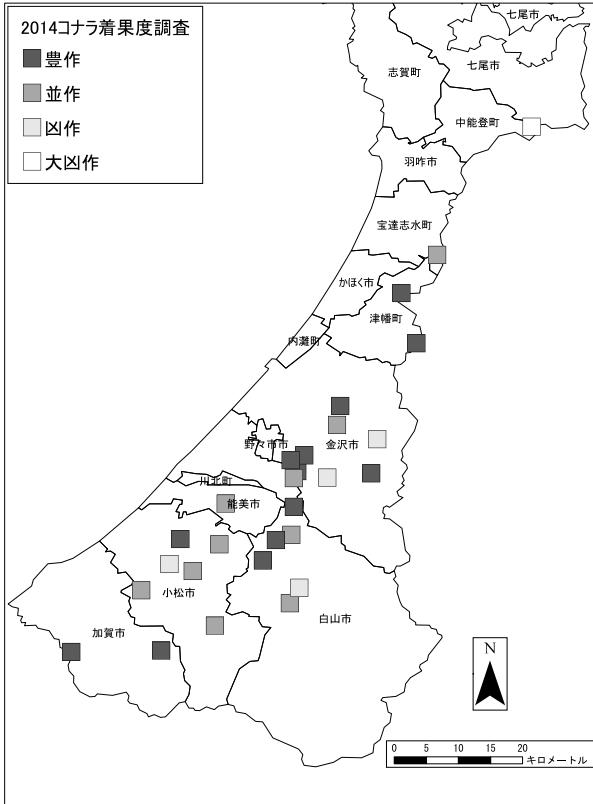 2014コナラ着果度調査
豊作
並作
凶作
大凶作
七尾市
七尾市
志賀町
中能登町
羽咋市
宝達志水町
かほく市
津幡町
内灘町
野々市市
金沢市
川北町
能美市
小松市
加賀市
白山市
N
0 5 10 15 20
キロメートル